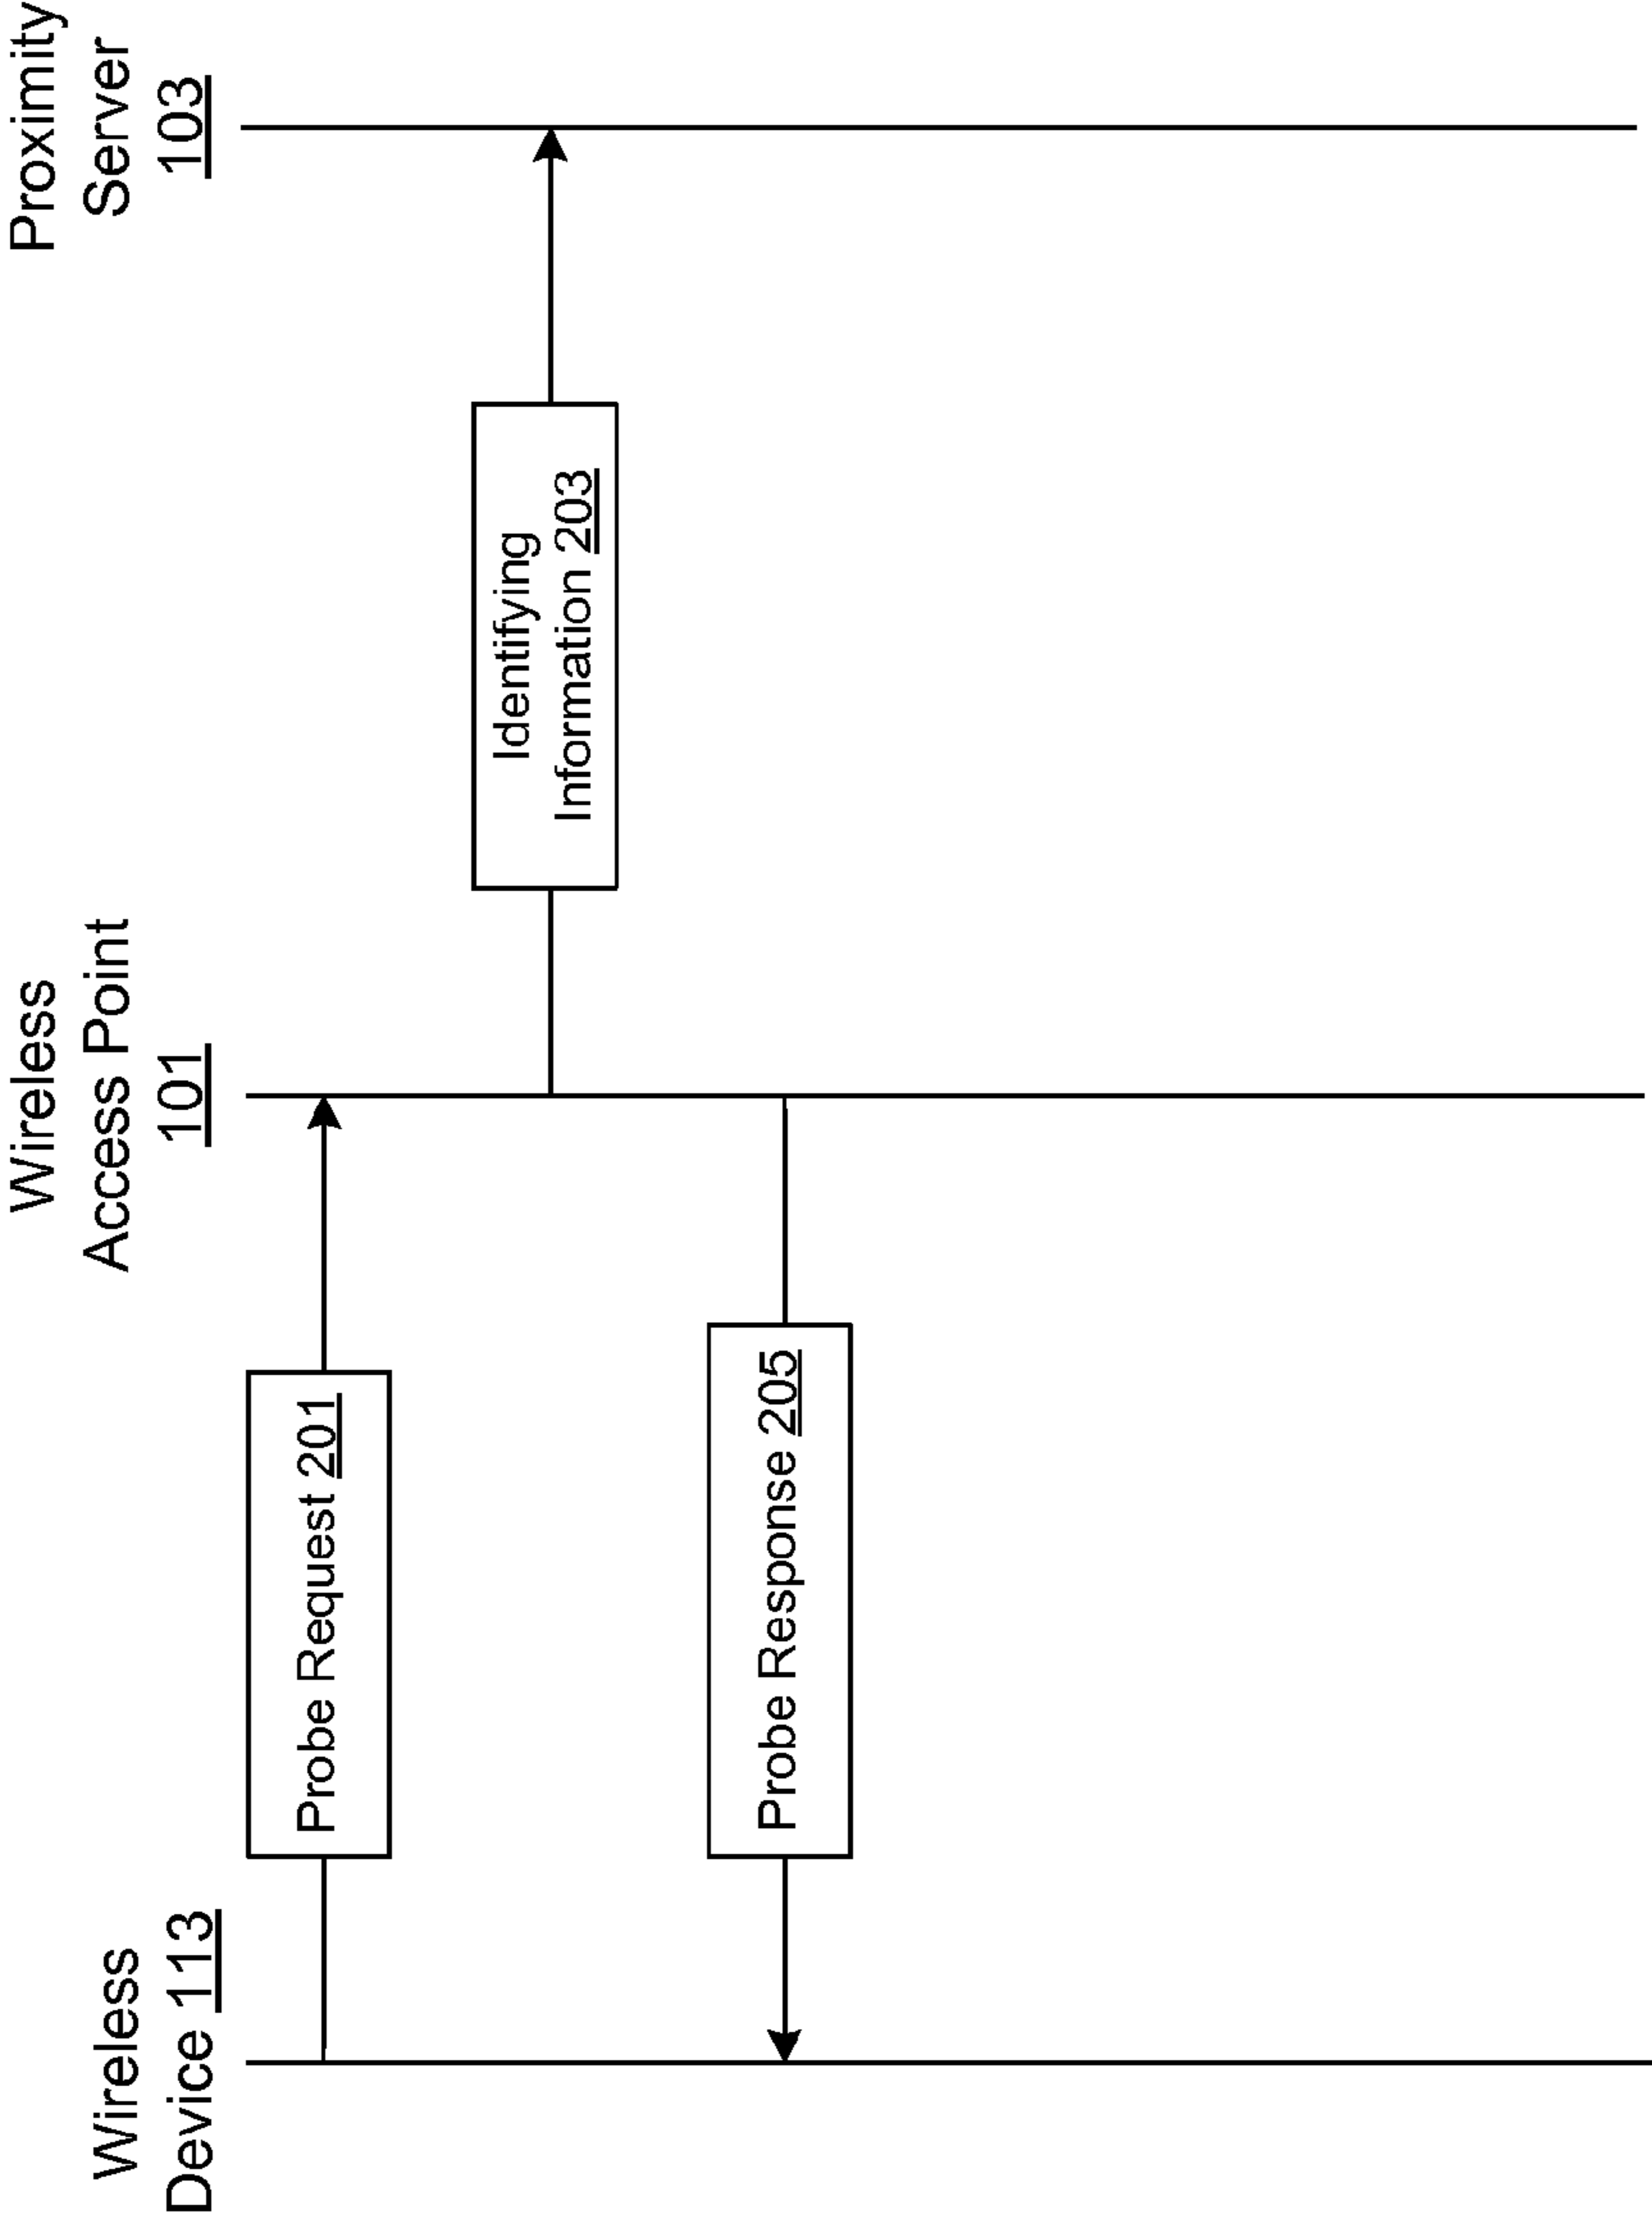 Wireless
Device 113
Wireless
Access Point
101
Proximity
Server
103
Probe Request 201
Identifying
Information 203
Probe Response 205